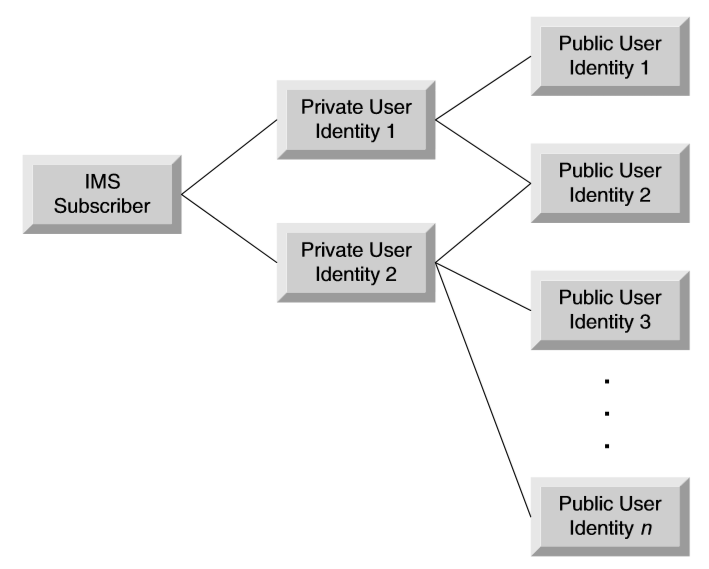 IMS
Subscriber
Private User
Identity 1
Private User
Identity 2
Public User
Identity 1
Public User
Identity 2
Public User
Identity 3
Public User
Identity n